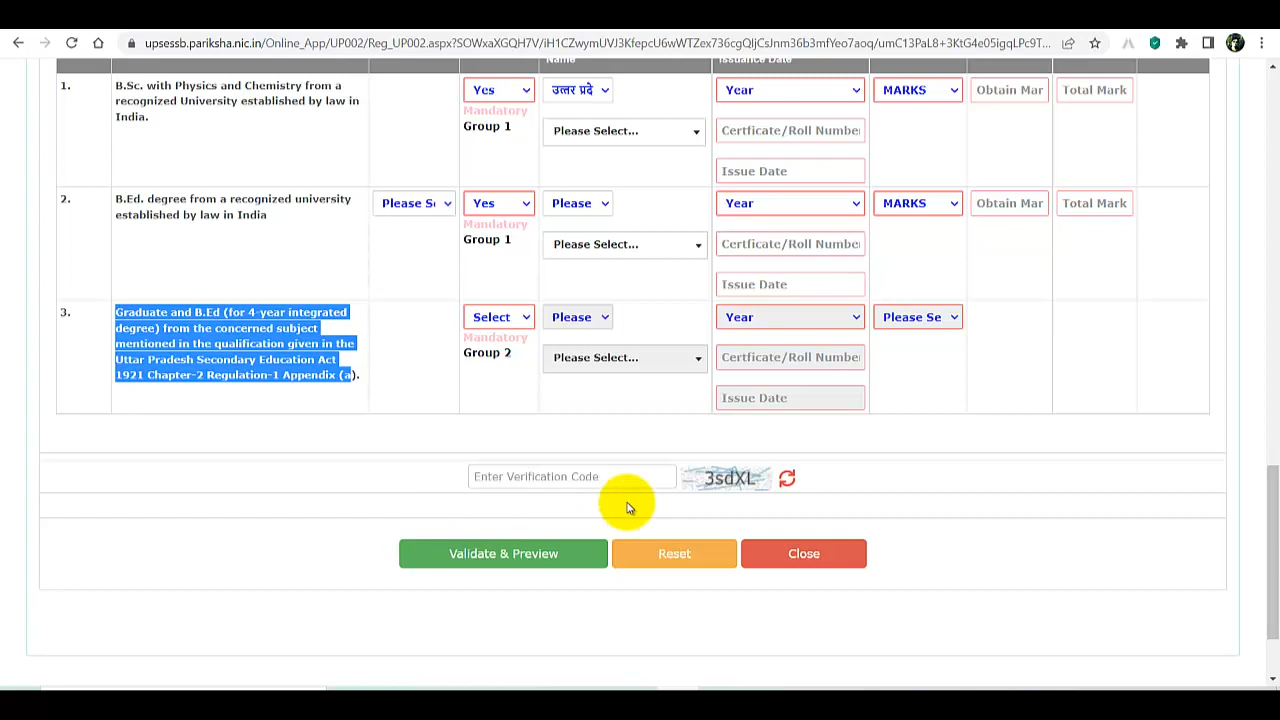 upsessb.pariksha.nic.in/Online_App/UP002/Reg_UP002.aspx?
Name Issuance Date
1. B.Sc. with Physics and Chemistry from a Yes उत्तर प्रदे Year MARKS Obtain Mar Total Mark
recognized University established by law in Mandatory
India. Group 1 Please Select... Certficate/Roll Number
Issue Date
2. B.Ed. degree from a recognized university Please Se Yes Please Year MARKS Obtain Mar Total Mark
established by law in India Mandatory
Group 1 Please Select... Certficate/Roll Number
Issue Date
3. Graduate and B.Ed (for 4-year integrated Select Please Year Please Se
degree) from the concerned subject Mandatory
mentioned in the qualification given in the Group 2 Please Select... Certficate/Roll Number
Uttar Pradesh Secondary Education Act
1921 Chapter-2 Regulation-1 Appendix (a).
Issue Date
Enter Verification Code 3sdXL
Validate & Preview Reset Close